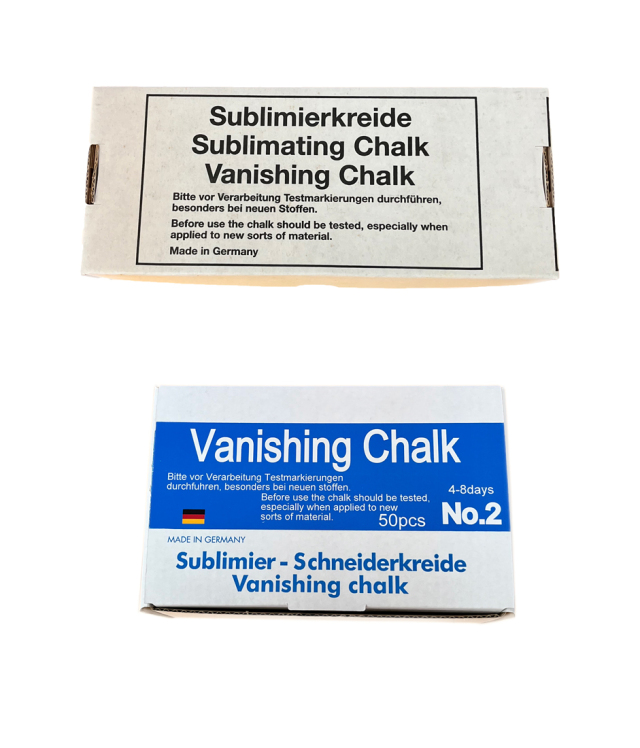 Sublimierkreide
Sublimating Chalk
Vanishing Chalk
Bitte vor Verarbeitung Testmarkierungen durchführen,
besonders bei neuen Stoffen.
Before use the chalk should be tested, especially when
applied to new sorts of material.
Made in Germany
Vanishing Chalk
Bitte vor Verarbeitung Testmarkierungen
durchfuhren, besonders bei neuen stoffen.
Before use the chalk should be tested,
especially when applied to new
sorts of material.
50pcs
4-8days
No.2
MADE IN GERMANY
Sublimier - Schneiderkreide
Vanishing chalk